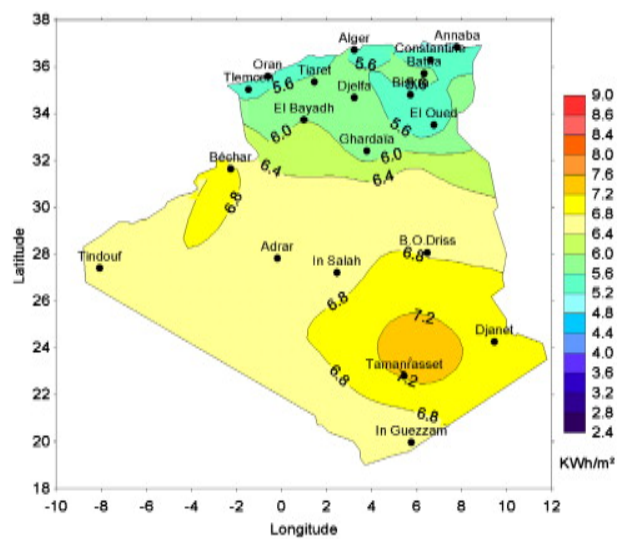 38
36
34
32
30
28
26
24
22
20
18
Latitude
-10 -8 -6 -4 -2 0 2 4 6 8 10 12
Longitude
Alger
Annaba
Constantine
Oran
Tiaret
Batna
Tlemcen
Djelfa
Biskra
El Bayadh
El Oued
Ghardaïa
Béchar
Adrar
In Salah
B.O.Driss
Tindouf
Djanet
Tamanrasset
In Guezzam
5.6
5.6
5.6
5.6
6.0
6.0
6.4
6.4
6.8
6.8
6.8
6.8
6.8
7.2
7.2
9.0
8.6
8.4
8.0
7.6
7.2
6.8
6.4
6.0
5.6
5.2
4.8
4.4
4.0
3.6
3.2
2.8
2.4
KWh/m²